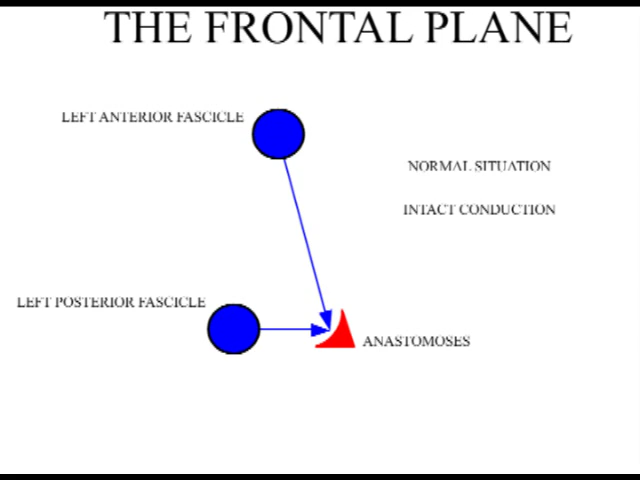 THE FRONTAL PLANE
LEFT ANTERIOR FASCICLE
NORMAL SITUATION
INTACT CONDUCTION
LEFT POSTERIOR FASCICLE
ANASTOMOSES